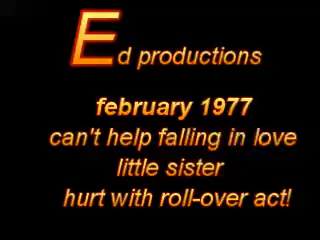 Ed productions
february 1977
can't help falling in love
little sister
hurt with roll-over act!